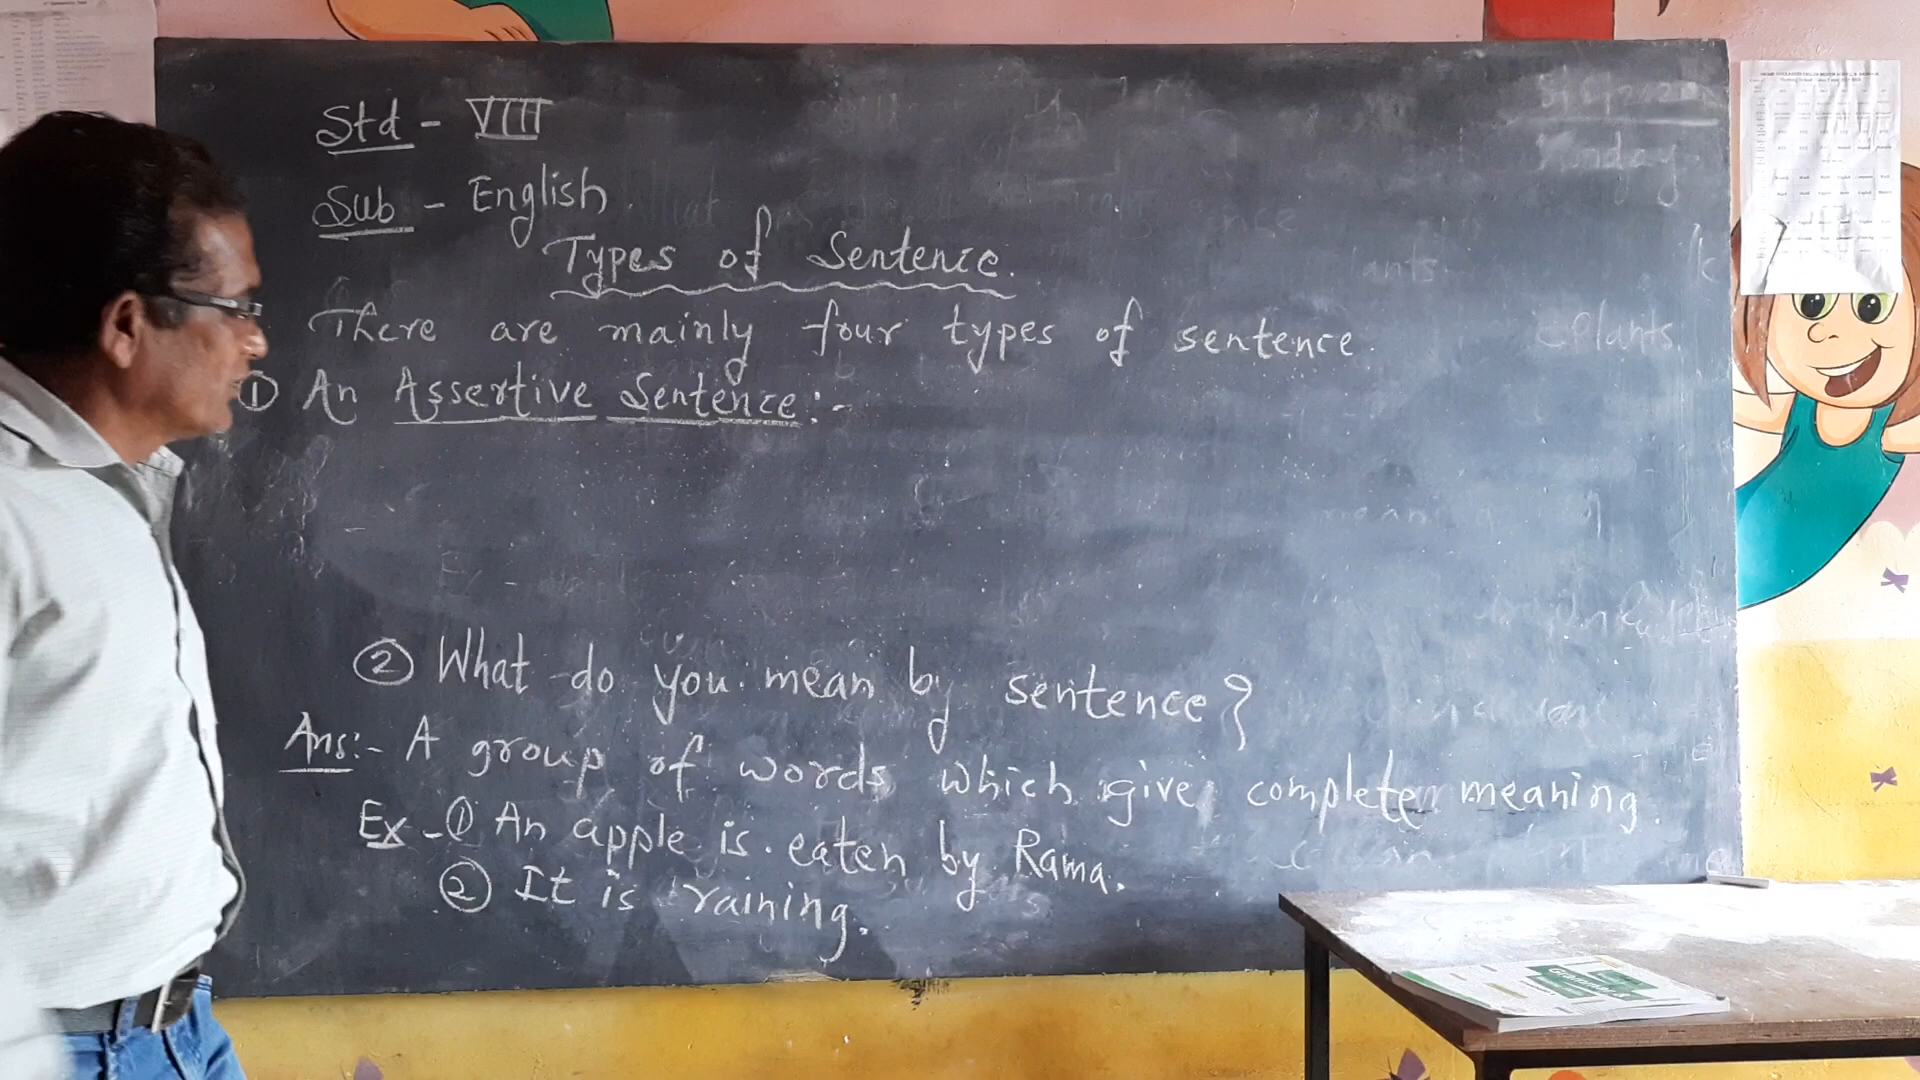 Std - VIII
Sub - English.
Types of Sentence.
There are mainly four types of sentence.
① An Assertive Sentence:-
② What do you mean by sentence?
Ans:- A group of words which give complete meaning.
Ex - ① An apple is eaten by Rama.
② It is raining.
Plants.
Grammar